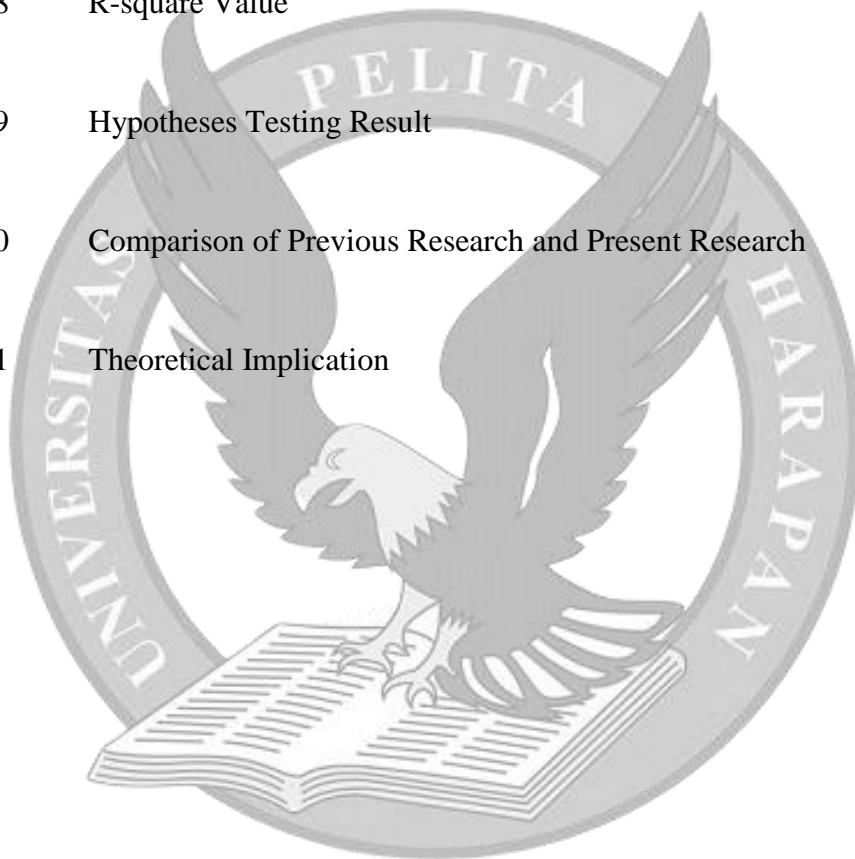 8 R-square Value
9 Hypotheses Testing Result
0 Comparison of Previous Research and Present Research
1 Theoretical Implication
UNIVERSITAS PELITA HARAPAN